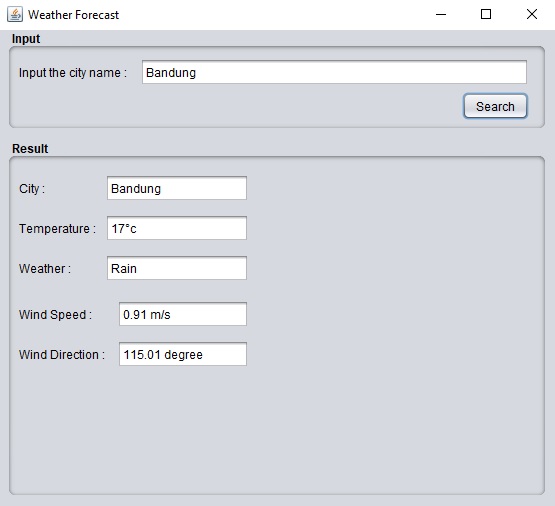 Weather Forecast
Input
Input the city name : Bandung
Search
Result
City : Bandung
Temperature : 17°c
Weather : Rain
Wind Speed : 0.91 m/s
Wind Direction : 115.01 degree